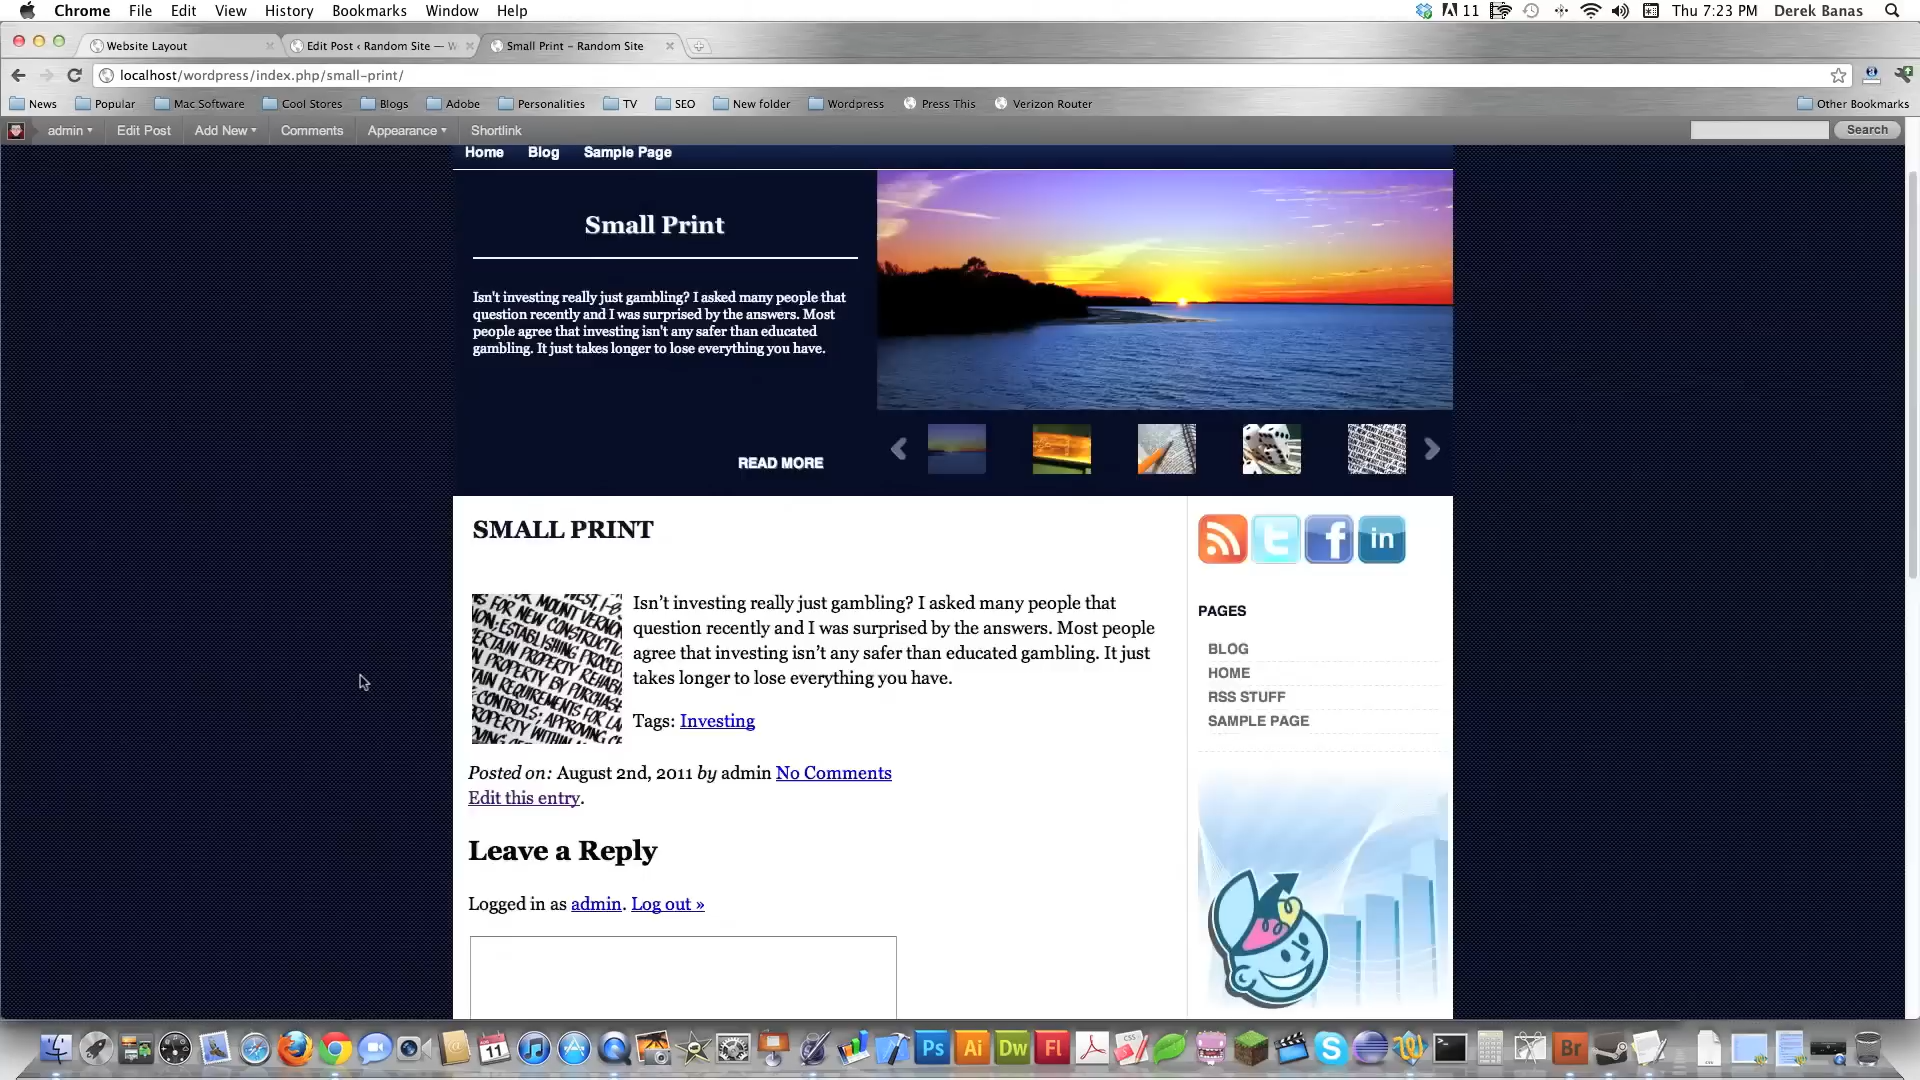 Chrome File Edit View History Bookmarks Window Help
11 Thu 7:23 PM Derek Banas
Website Layout
Edit Post ‹ Random Site — W
Small Print – Random Site
localhost/wordpress/index.php/small-print/
News Popular Mac Software Cool Stores Blogs Adobe Personalities TV SEO New folder Wordpress Press This Verizon Router Other Bookmarks
admin Edit Post Add New Comments Appearance Shortlink Search
Home Blog Sample Page
Small Print
Isn't investing really just gambling? I asked many people that
question recently and I was surprised by the answers. Most
people agree that investing isn't any safer than educated
gambling. It just takes longer to lose everything you have.
READ MORE
SMALL PRINT
Isn’t investing really just gambling? I asked many people that
question recently and I was surprised by the answers. Most people
agree that investing isn’t any safer than educated gambling. It just
takes longer to lose everything you have.
Tags: Investing
Posted on: August 2nd, 2011 by admin No Comments
Edit this entry.
Leave a Reply
Logged in as admin. Log out »
in
PAGES
BLOG
HOME
RSS STUFF
SAMPLE PAGE
FOR NEW CONSTRUCTIO
Ps Ai Dw Fl Br
11